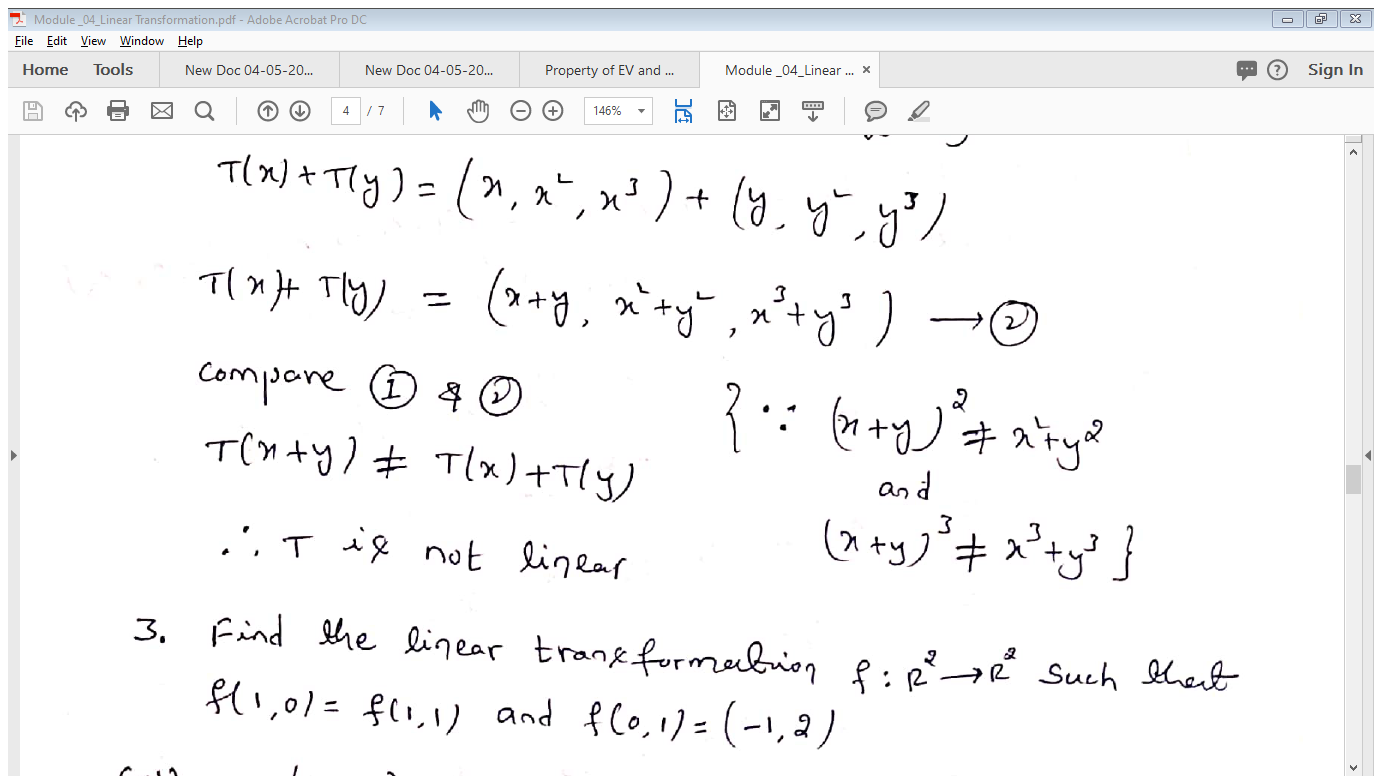 Module _04_Linear Transformation.pdf - Adobe Acrobat Pro DC
File Edit View Window Help
Home Tools New Doc 04-05-20... New Doc 04-05-20... Property of EV and ... Module _04_Linear ... × Sign In
4 / 7 146%
T(x)+T(y) = (x, x², x³) + (y, y², y³)
T(x)+T(y) = (x+y, x²+y², x³+y³) → ②
compare ① & ②
{ ∵ (x+y)² ≠ x²+y²
T(x+y) ≠ T(x)+T(y)
and
∴ T is not linear
(x+y)³ ≠ x³+y³ }
3. Find the linear transformation f : R² → R² such that
f(1,0) = f(1,1) and f(0,1) = (-1,2)